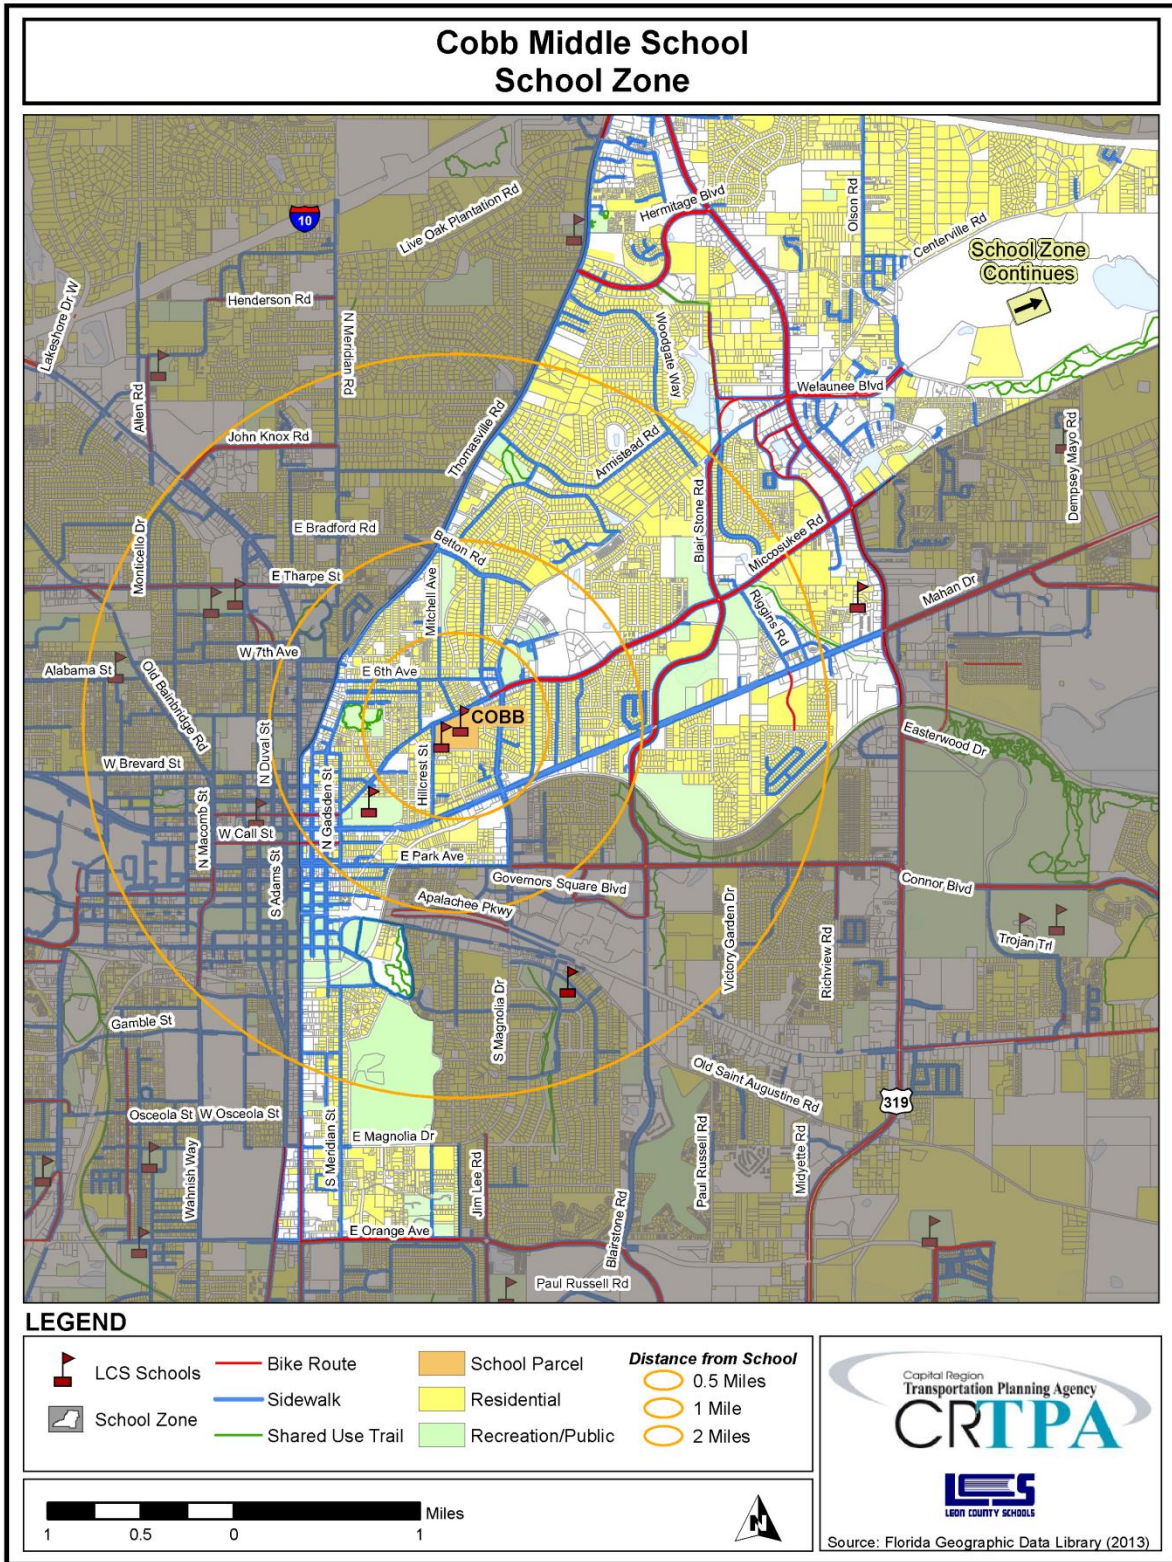 Cobb Middle School
School Zone
10
Live Oak Plantation Rd
Hermitage Blvd
Olson Rd
Centerville Rd
School Zone
Continues
Lakeshore Dr W
Henderson Rd
N Meridian Rd
Woodgate Way
Allen Rd
Welaunee Blvd
Thomasville Rd
John Knox Rd
Armistead Rd
Dempsey Mayo Rd
Monticello Dr
E Bradford Rd
Betton Rd
Blair Stone Rd
Miccosukee Rd
E Tharpe St
Mitchell Ave
Riggins Rd
Mahan Dr
W 7th Ave
Alabama St
Old Bainbridge Rd
E 6th Ave
COBB
N Duval St
Easterwood Dr
W Brevard St
Hillcrest St
N Gadsden St
N Macomb St
W Call St
E Park Ave
S Adams St
Governors Square Blvd
Connor Blvd
Apalachee Pkwy
Victory Garden Dr
Richview Rd
Trojan Trl
S Magnolia Dr
Gamble St
Old Saint Augustine Rd
319
Osceola St
W Osceola St
S Meridian St
E Magnolia Dr
Wahnish Way
Jim Lee Rd
Paul Russell Rd
Midyette Rd
E Orange Ave
Blairstone Rd
Paul Russell Rd
LEGEND
LCS Schools
School Zone
Bike Route
Sidewalk
Shared Use Trail
School Parcel
Residential
Recreation/Public
Distance from School
0.5 Miles
1 Mile
2 Miles
1 0.5 0 1 Miles
N
Capital Region
Transportation Planning Agency
CRTPA
LCS
LEON COUNTY SCHOOLS
Source: Florida Geographic Data Library (2013)